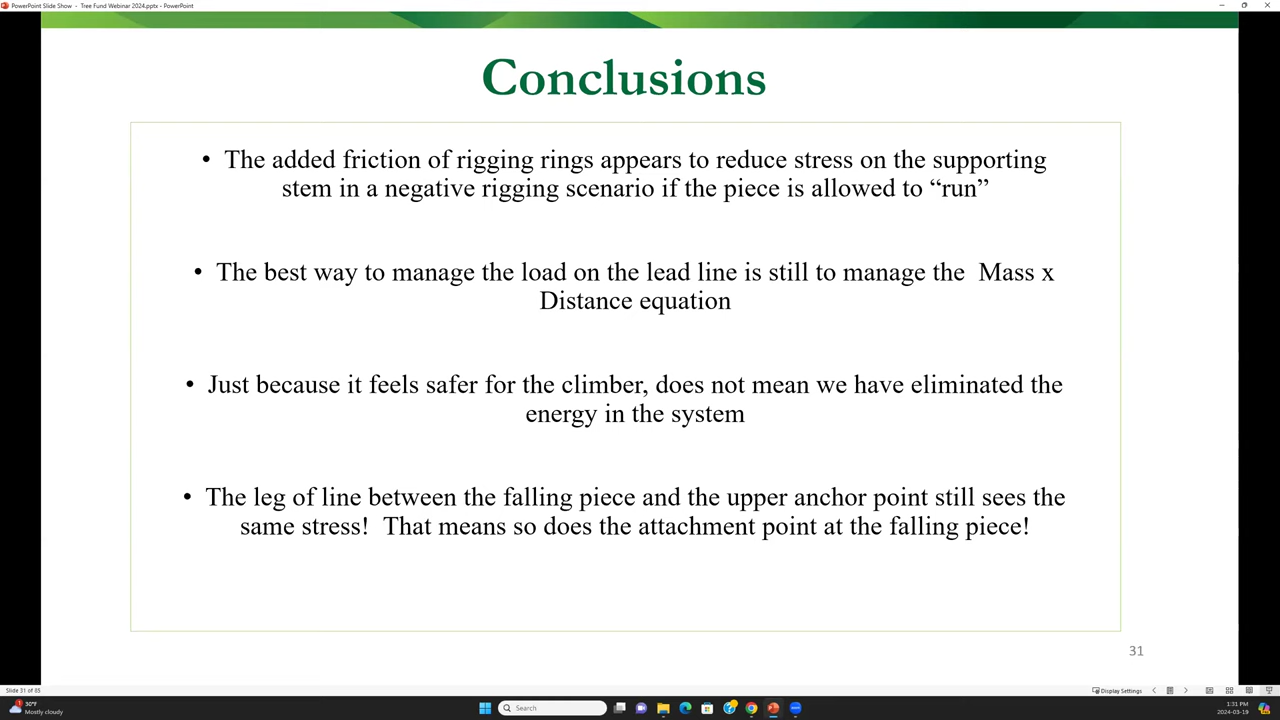 PowerPoint Slide Show - Tree Fund Webinar 2024.pptx - PowerPoint
Conclusions
• The added friction of rigging rings appears to reduce stress on the supporting
stem in a negative rigging scenario if the piece is allowed to “run”
• The best way to manage the load on the lead line is still to manage the Mass x
Distance equation
• Just because it feels safer for the climber, does not mean we have eliminated the
energy in the system
• The leg of line between the falling piece and the upper anchor point still sees the
same stress! That means so does the attachment point at the falling piece!
31
Slide 31 of 85
Display Settings
30°F
Mostly cloudy
Search
1:31 PM
2024-03-19